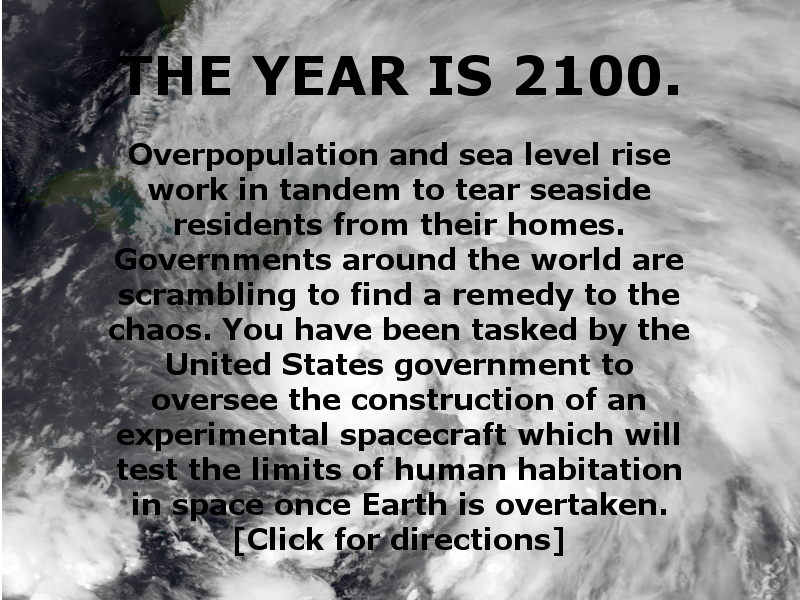 THE YEAR IS 2100.
Overpopulation and sea level rise
work in tandem to tear seaside
residents from their homes.
Governments around the world are
scrambling to find a remedy to the
chaos. You have been tasked by the
United States government to
oversee the construction of an
experimental spacecraft which will
test the limits of human habitation
in space once Earth is overtaken.
[Click for directions]